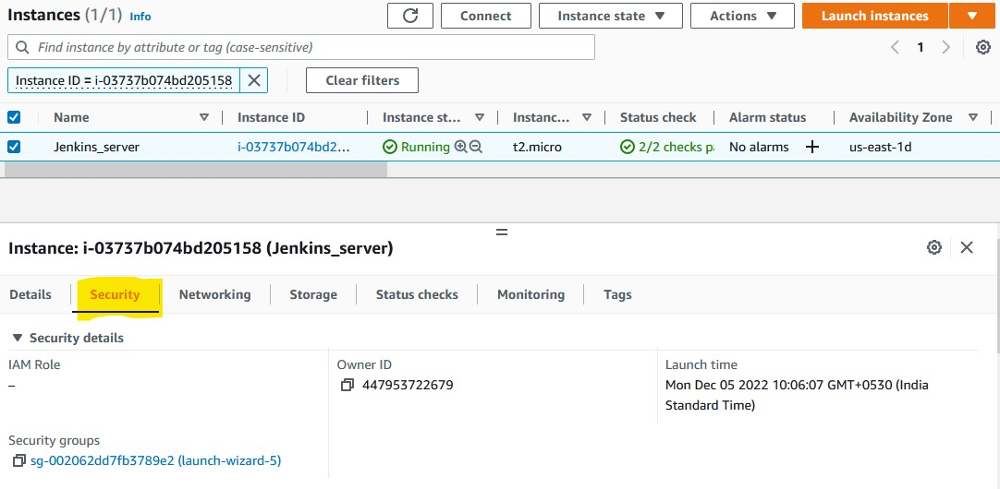 Instances (1/1) Info
Connect
Instance state
Actions
Launch instances
Find instance by attribute or tag (case-sensitive)
1
Instance ID = i-03737b074bd205158
Clear filters
Name Instance ID Instance st... Instanc... Status check Alarm status Availability Zone
Jenkins_server i-03737b074bd2... Running t2.micro 2/2 checks pa No alarms us-east-1d
Instance: i-03737b074bd205158 (Jenkins_server)
Details Security Networking Storage Status checks Monitoring Tags
Security details
IAM Role Owner ID Launch time
– 447953722679 Mon Dec 05 2022 10:06:07 GMT+0530 (India
Standard Time)
Security groups
sg-002062dd7fb3789e2 (launch-wizard-5)